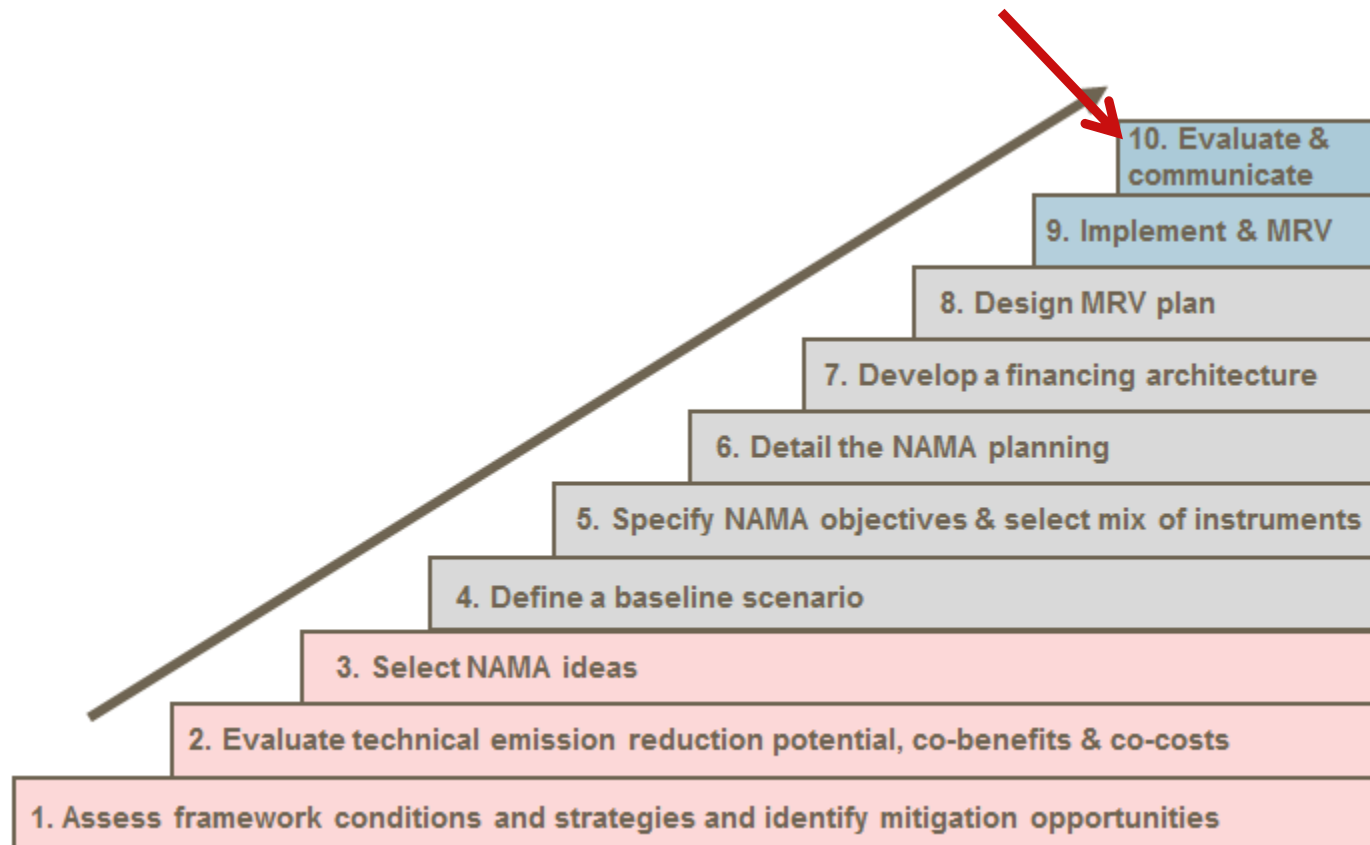 10. Evaluate &
communicate
9. Implement & MRV
8. Design MRV plan
7. Develop a financing architecture
6. Detail the NAMA planning
5. Specify NAMA objectives & select mix of instruments
4. Define a baseline scenario
3. Select NAMA ideas
2. Evaluate technical emission reduction potential, co-benefits & co-costs
1. Assess framework conditions and strategies and identify mitigation opportunities